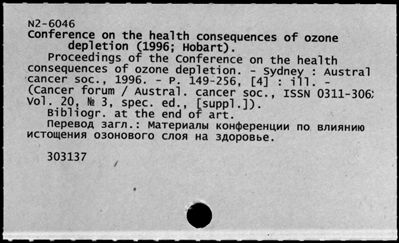 N2-6046
Conference on the health consequences of ozone
depletion (1996; Hobart).
Proceedings of the Conference on the health
consequences of ozone depletion. - Sydney : Austral
cancer soc., 1996. - P. 149-256, [4] : ill. -
(Cancer forum / Austral. cancer soc., ISSN 0311-306;
Vol. 20, № 3, spec. ed., [suppl.]).
Bibliogr. at the end of art.
Перевод загл.: Материалы конференции по влиянию
истощения озонового слоя на здоровье.
303137